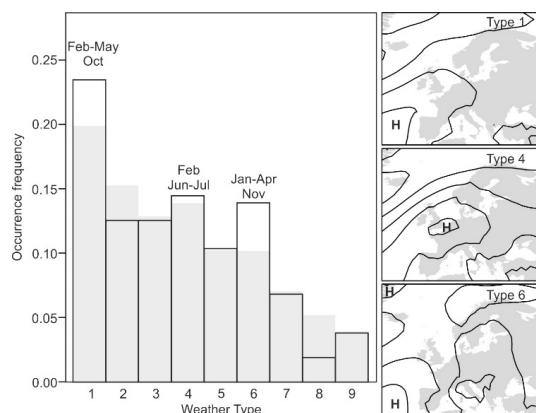 Occurrence frequency
0.25
0.20
0.15
0.10
0.05
0.00
Feb-May
Oct
Feb
Jun-Jul
Jan-Apr
Nov
1 2 3 4 5 6 7 8 9
Weather Type
Type 1
H
Type 4
H
H
Type 6
H